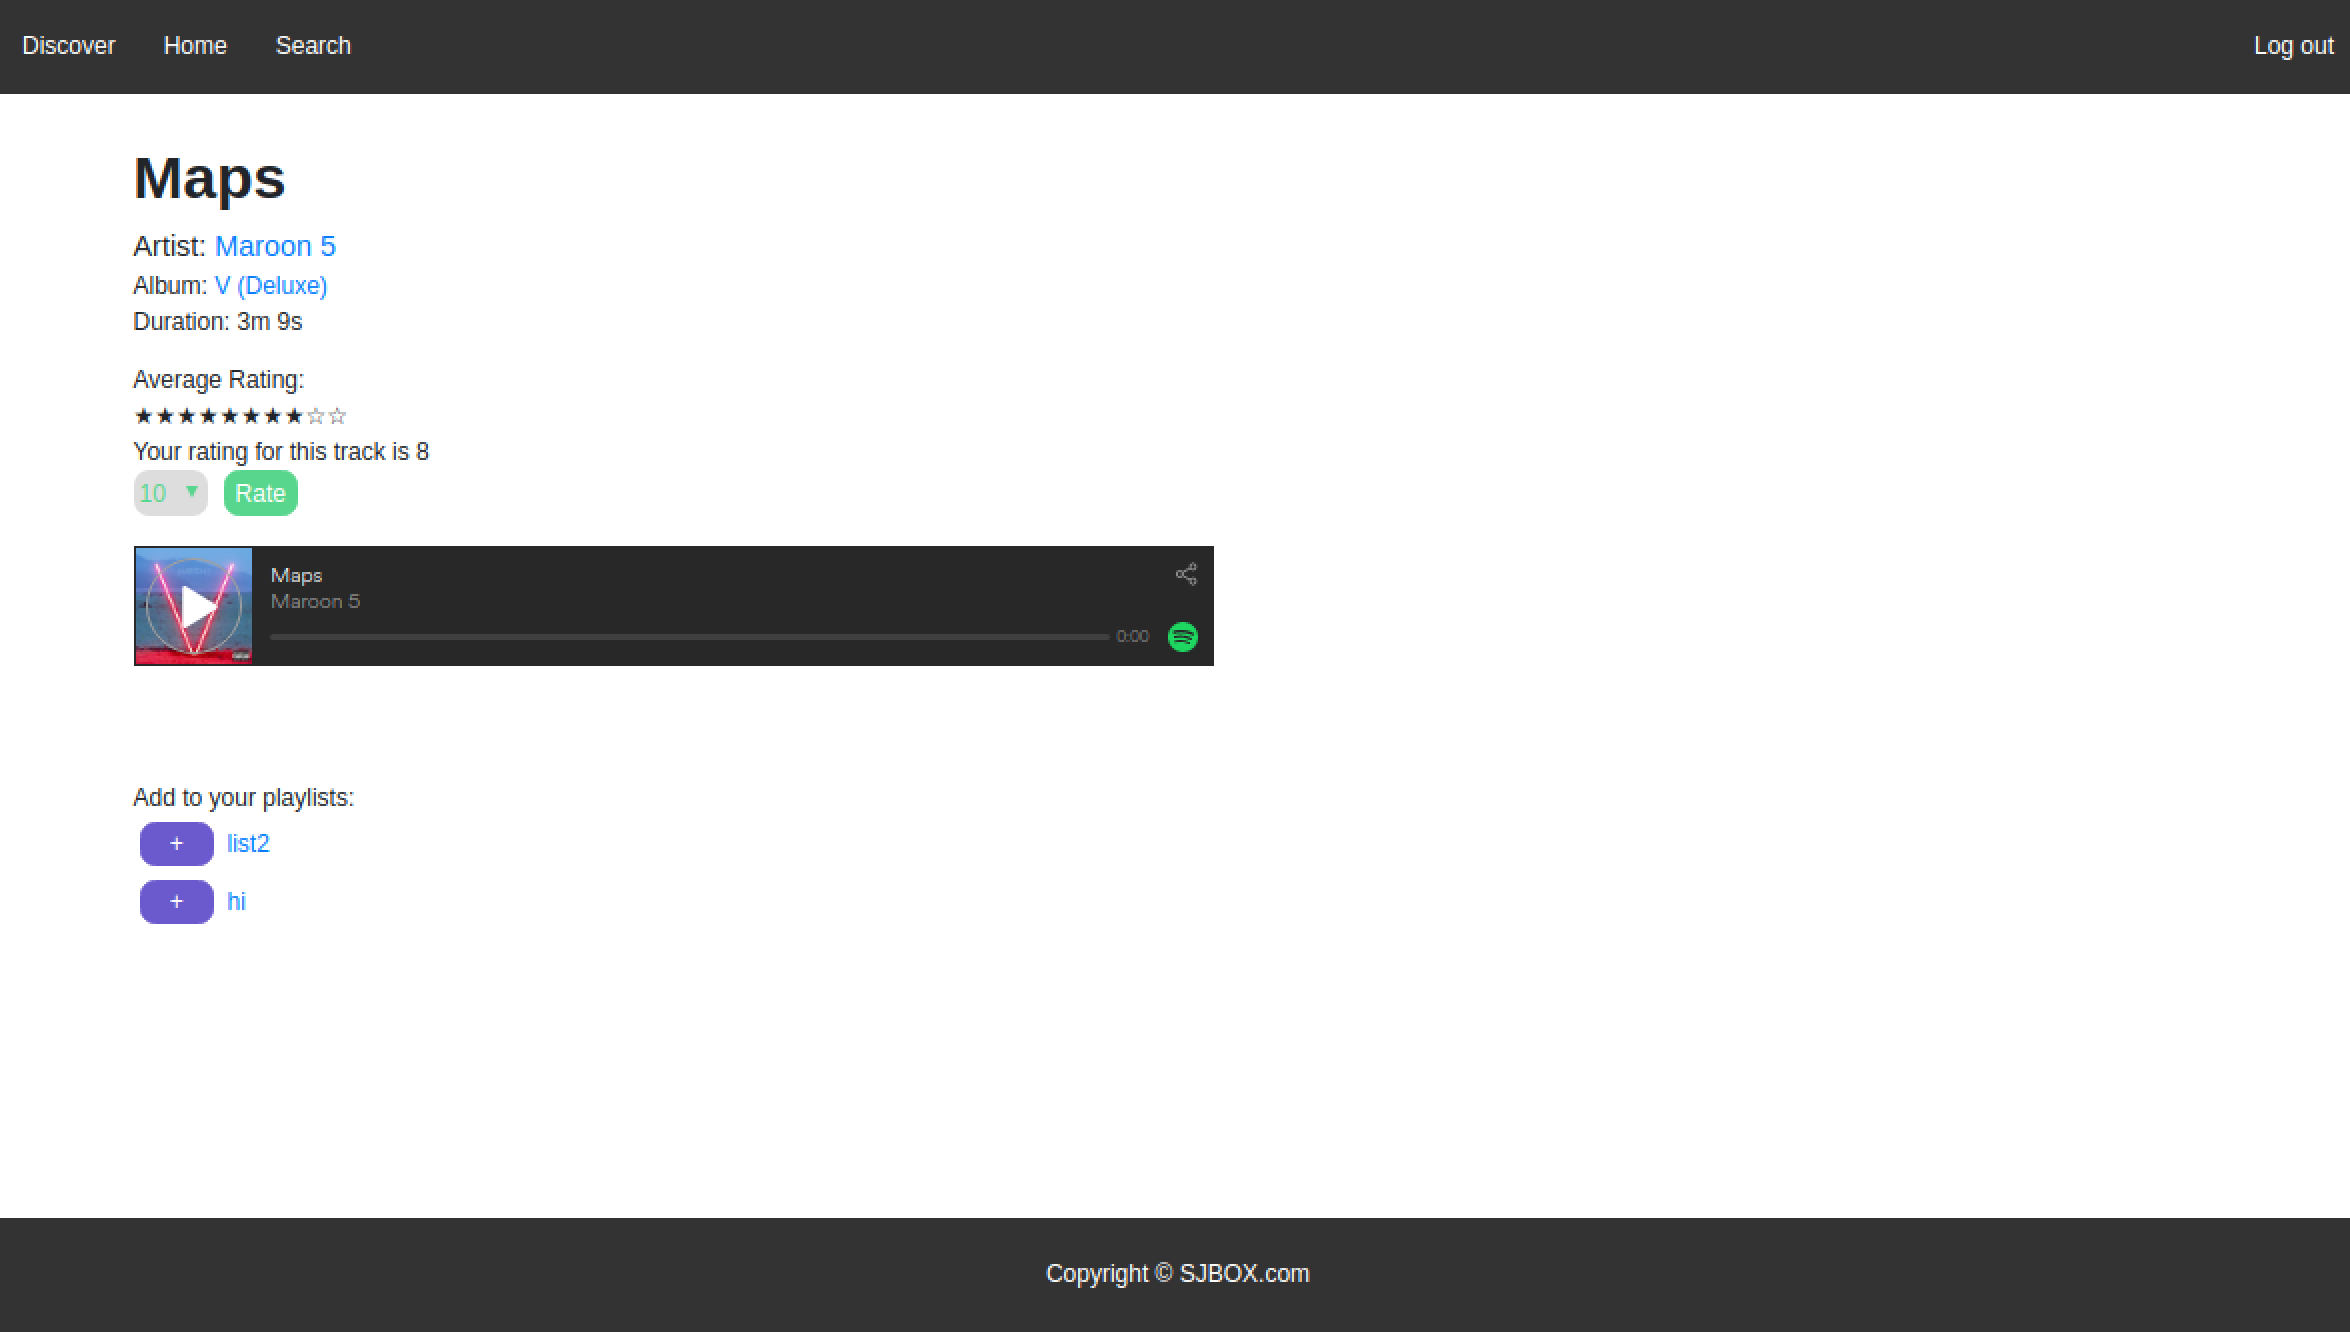 Discover Home Search Log out
Maps
Artist: Maroon 5
Album: V (Deluxe)
Duration: 3m 9s
Average Rating:
★★★★★★★★☆☆
Your rating for this track is 8
10 ▼ Rate
Maps
Maroon 5
0:00
Add to your playlists:
+ list2
+ hi
Copyright © SJBOX.com